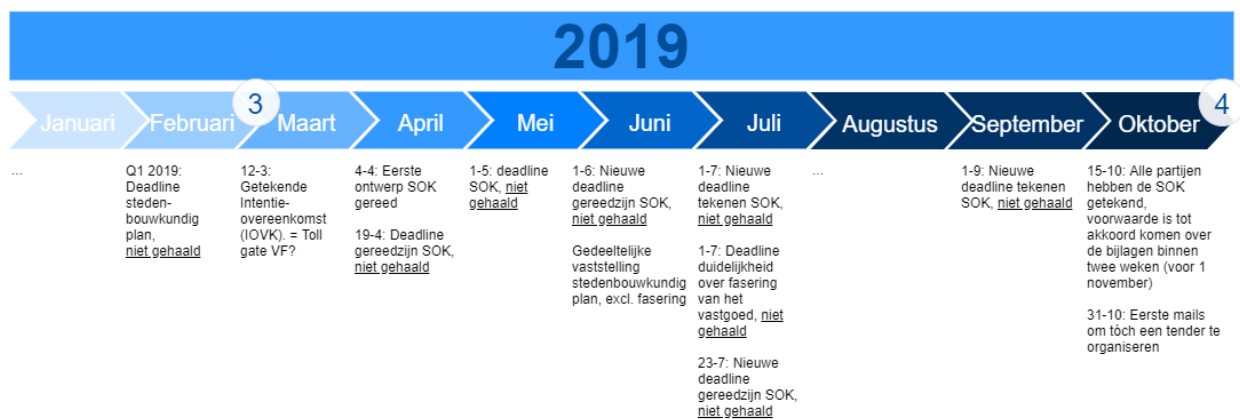 2019
3
4
Januari
Februari
Maart
April
Mei
Juni
Juli
Augustus
September
Oktober
...
Q1 2019:
Deadline
steden-
bouwkundig
plan,
niet gehaald
12-3:
Getekende
Intentie-
overeenkomst
(IOVK). = Toll
gate VF?
4-4: Eerste
ontwerp SOK
gereed
19-4: Deadline
gereedzijn SOK,
niet gehaald
1-5: deadline
SOK, niet
gehaald
1-6: Nieuwe
deadline
gereedzijn SOK,
niet gehaald
Gedeeltelijke
vaststelling
stedenbouwkundig
plan, excl. fasering
1-7: Nieuwe
deadline
tekenen SOK,
niet gehaald
1-7: Deadline
duidelijkheid
over fasering
van het
vastgoed, niet
gehaald
23-7: Nieuwe
deadline
gereedzijn SOK,
niet gehaald
...
1-9: Nieuwe
deadline tekenen
SOK, niet gehaald
15-10: Alle partijen
hebben de SOK
getekend,
voorwaarde is tot
akkoord komen over
de bijlagen binnen
twee weken (voor 1
november)
31-10: Eerste mails
om tóch een tender te
organiseren